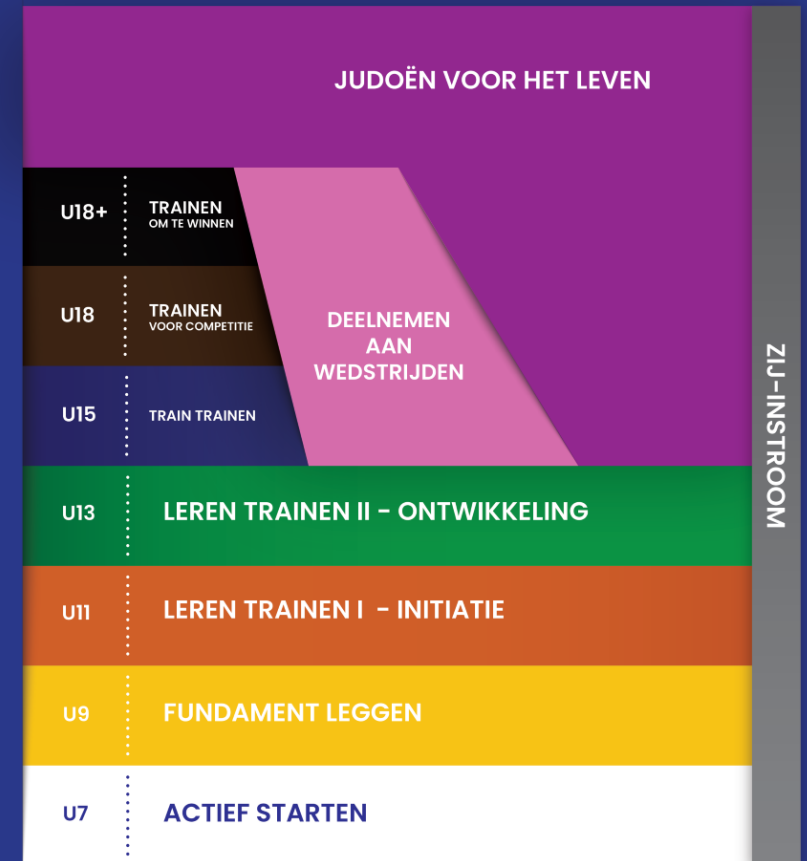 JUDOËN VOOR HET LEVEN
U18+
TRAINEN
OM TE WINNEN
U18
TRAINEN
VOOR COMPETITIE
DEELNEMEN
AAN
WEDSTRIJDEN
U15
TRAIN TRAINEN
U13
LEREN TRAINEN II - ONTWIKKELING
U11
LEREN TRAINEN I - INITIATIE
U9
FUNDAMENT LEGGEN
U7
ACTIEF STARTEN
ZIJ-INSTROOM